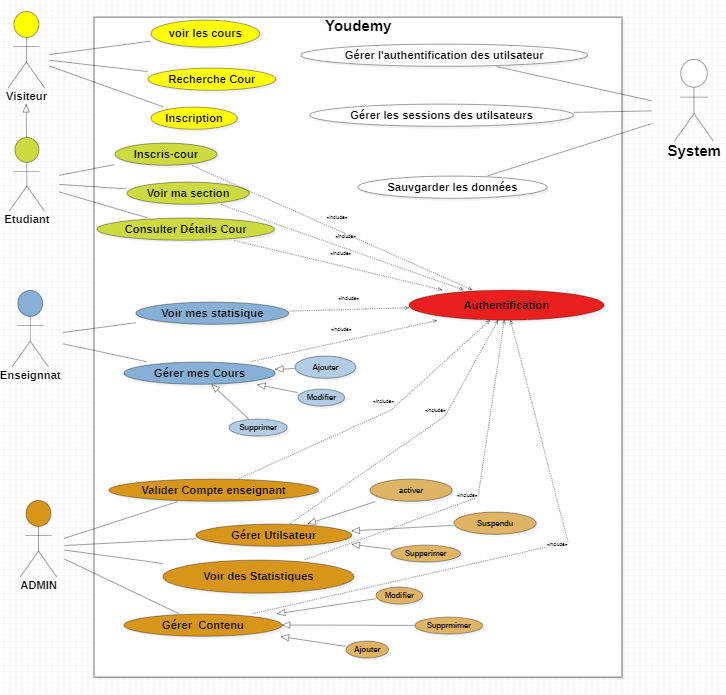 Youdemy
voir les cours
Gérer l'authentification des utilsateur
Recherche Cour
Visiteur
Inscription
Gérer les sessions des utilsateurs
System
Inscris-cour
Voir ma section
Sauvgarder les données
Etudiant
Consulter Détails Cour
«include»
«include»
«include»
«include»
Authentification
Voir mes statisique
«include»
Enseignnat
Gérer mes Cours
Ajouter
Modifier
Supprimer
«include»
«include»
Valider Compte enseignant
activer
«include»
Suspendu
Gérer Utilsateur
Supperimer
«include»
Voir des Statistiques
ADMIN
Modifier
Gérer Contenu
Supprmimer
Ajouter